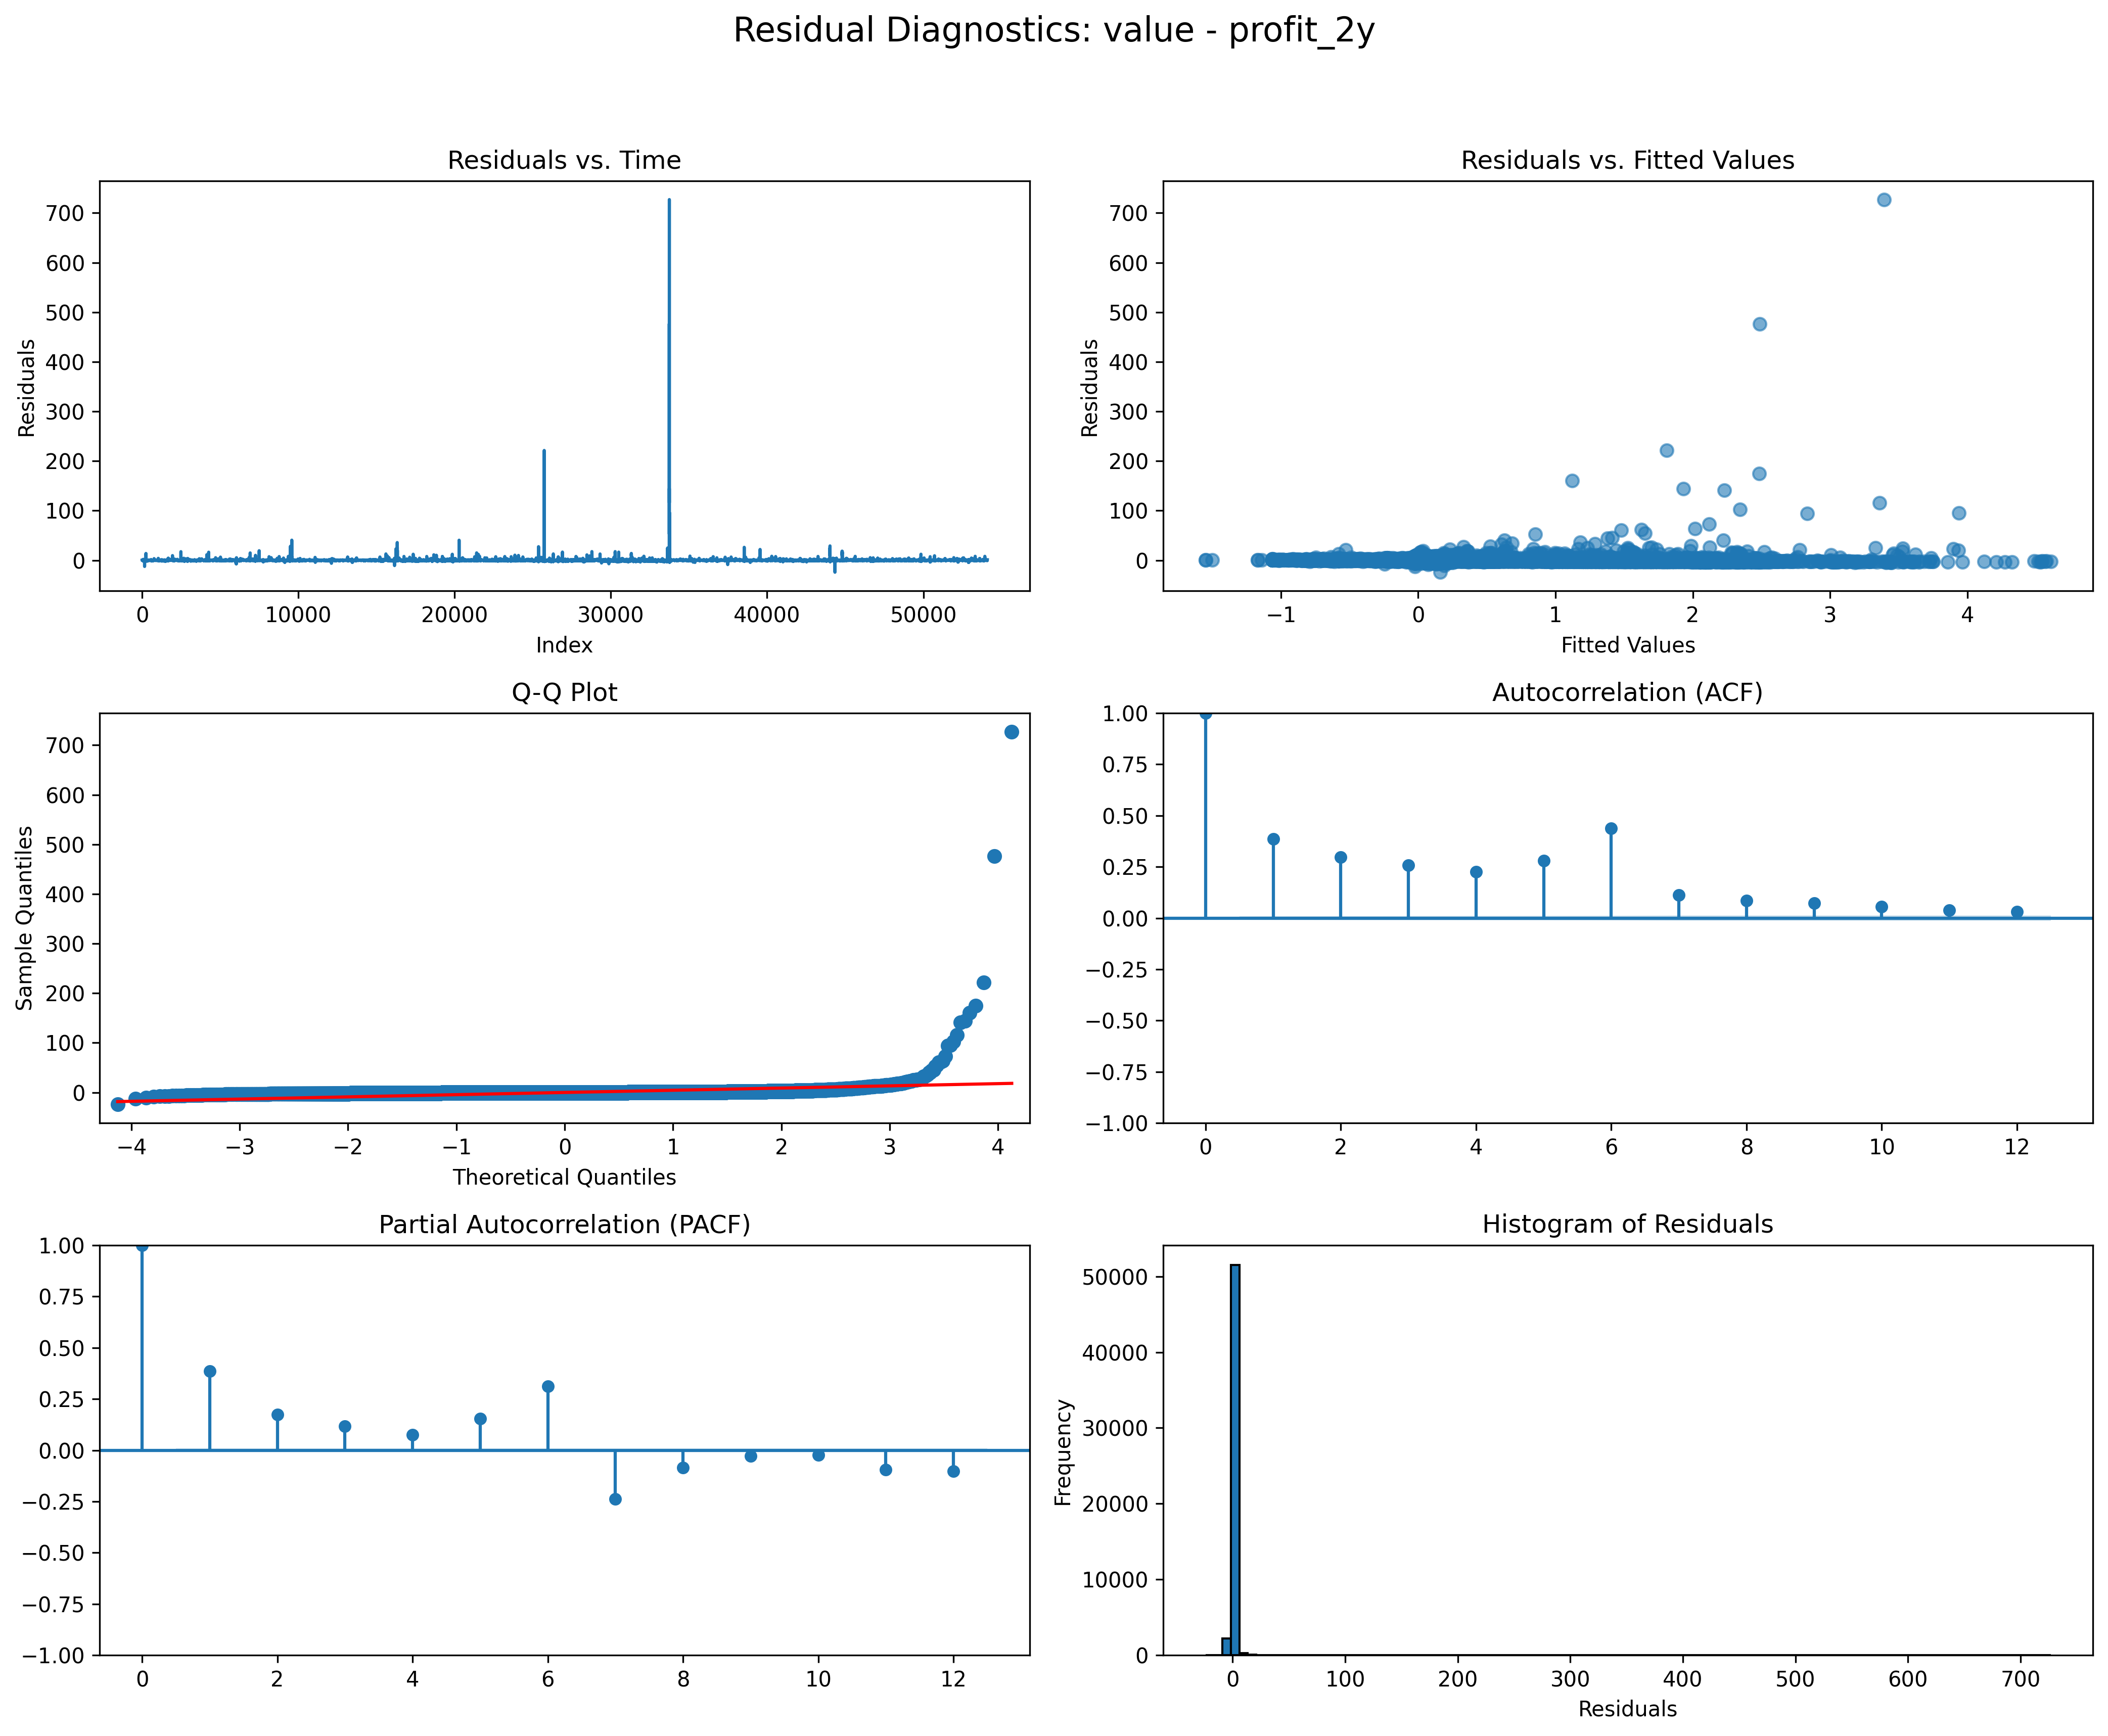 Residual Diagnostics: value - profit_2y
Residuals vs. Time
Residuals
700
600
500
400
300
200
100
0
0 10000 20000 30000 40000 50000
Index
Residuals vs. Fitted Values
Residuals
700
600
500
400
300
200
100
0
−1 0 1 2 3 4
Fitted Values
Q-Q Plot
Sample Quantiles
700
600
500
400
300
200
100
0
−4 −3 −2 −1 0 1 2 3 4
Theoretical Quantiles
Autocorrelation (ACF)
1.00
0.75
0.50
0.25
0.00
−0.25
−0.50
−0.75
−1.00
0 2 4 6 8 10 12
Partial Autocorrelation (PACF)
1.00
0.75
0.50
0.25
0.00
−0.25
−0.50
−0.75
−1.00
0 2 4 6 8 10 12
Histogram of Residuals
Frequency
50000
40000
30000
20000
10000
0
0 100 200 300 400 500 600 700
Residuals